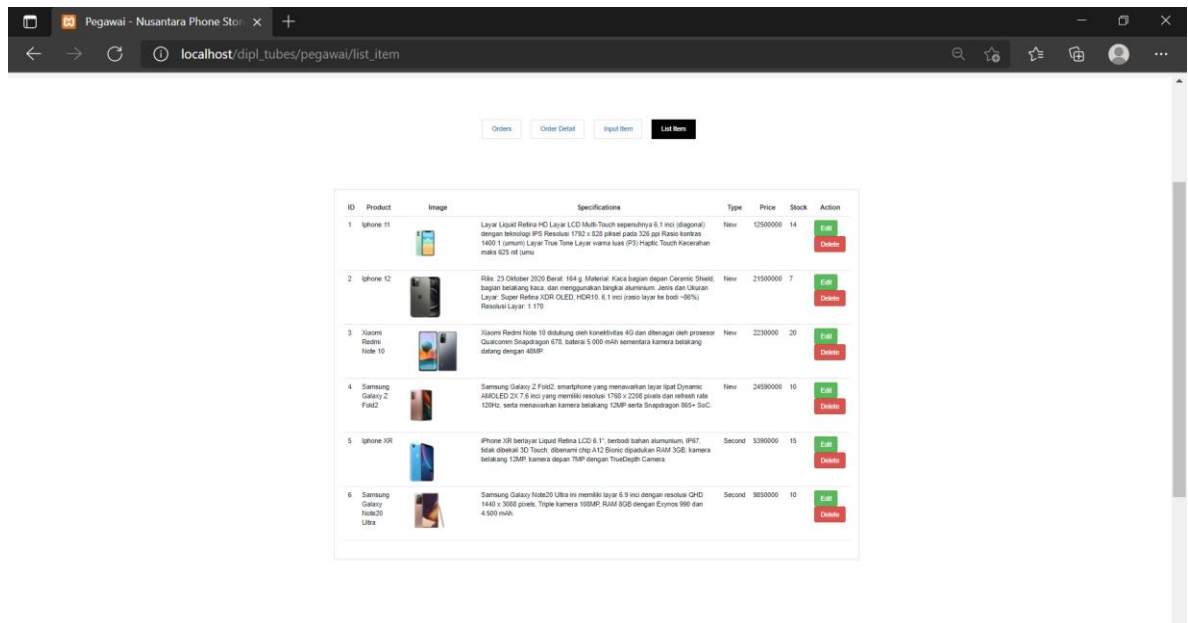 Pegawai - Nusantara Phone Stor
localhost/dipl_tubes/pegawai/list_item
Orders Order Detail Input Item List Item
ID Product Image Specifications Type Price Stock Action
1 Iphone 11 Layar Liquid Retina HD Layar LCD Multi-Touch sepenuhnya 6.1 inci (diagonal) New 12500000 14 Edit
dengan teknologi IPS Resolusi 1792 x 828 piksel pada 326 ppi Rasio kontras
1400:1 (umum) Layar True Tone Layar warna luas (P3) Haptic Touch Kecerahan Delete
maks 625 nit (umu
2 Iphone 12 Rilis: 23 Oktober 2020 Berat: 164 g. Material: Kaca bagian depan Ceramic Shield, New 21500000 7 Edit
bagian belakang kaca, dan menggunakan bingkai aluminium. Jenis dan Ukuran
Layar: Super Retina XDR OLED, HDR10, 6.1 inci (rasio layar ke bodi ~86%) Delete
Resolusi Layar: 1.170
3 Xiaomi Xiaomi Redmi Note 10 didukung oleh konektivitas 4G dan ditenagai oleh prosesor New 2230000 20 Edit
Redmi Qualcomm Snapdragon 678, baterai 5.000 mAh sementara kamera belakang
Note 10 datang dengan 48MP. Delete
4 Samsung Samsung Galaxy Z Fold2, smartphone yang menawarkan layar lipat Dynamic New 24590000 10 Edit
Galaxy Z AMOLED 2X 7,6 inci yang memiliki resolusi 1768 x 2208 pixels dan refresh rate
Fold2 120Hz, serta menawarkan kamera belakang 12MP serta Snapdragon 865+ SoC. Delete
5 Iphone XR iPhone XR berlayar Liquid Retina LCD 6.1", berbodi bahan alumunium, IP67, Second 5390000 15 Edit
tidak dibekali 3D Touch, dibenami chip A12 Bionic dipadukan RAM 3GB, kamera
belakang 12MP, kamera depan 7MP dengan TrueDepth Camera. Delete
6 Samsung Samsung Galaxy Note20 Ultra ini memiliki layar 6.9 inci dengan resolusi QHD Second 9850000 10 Edit
Galaxy 1440 x 3088 pixels, Triple kamera 108MP, RAM 8GB dengan Exynos 990 dan
Note20 4.500 mAh. Delete
Ultra